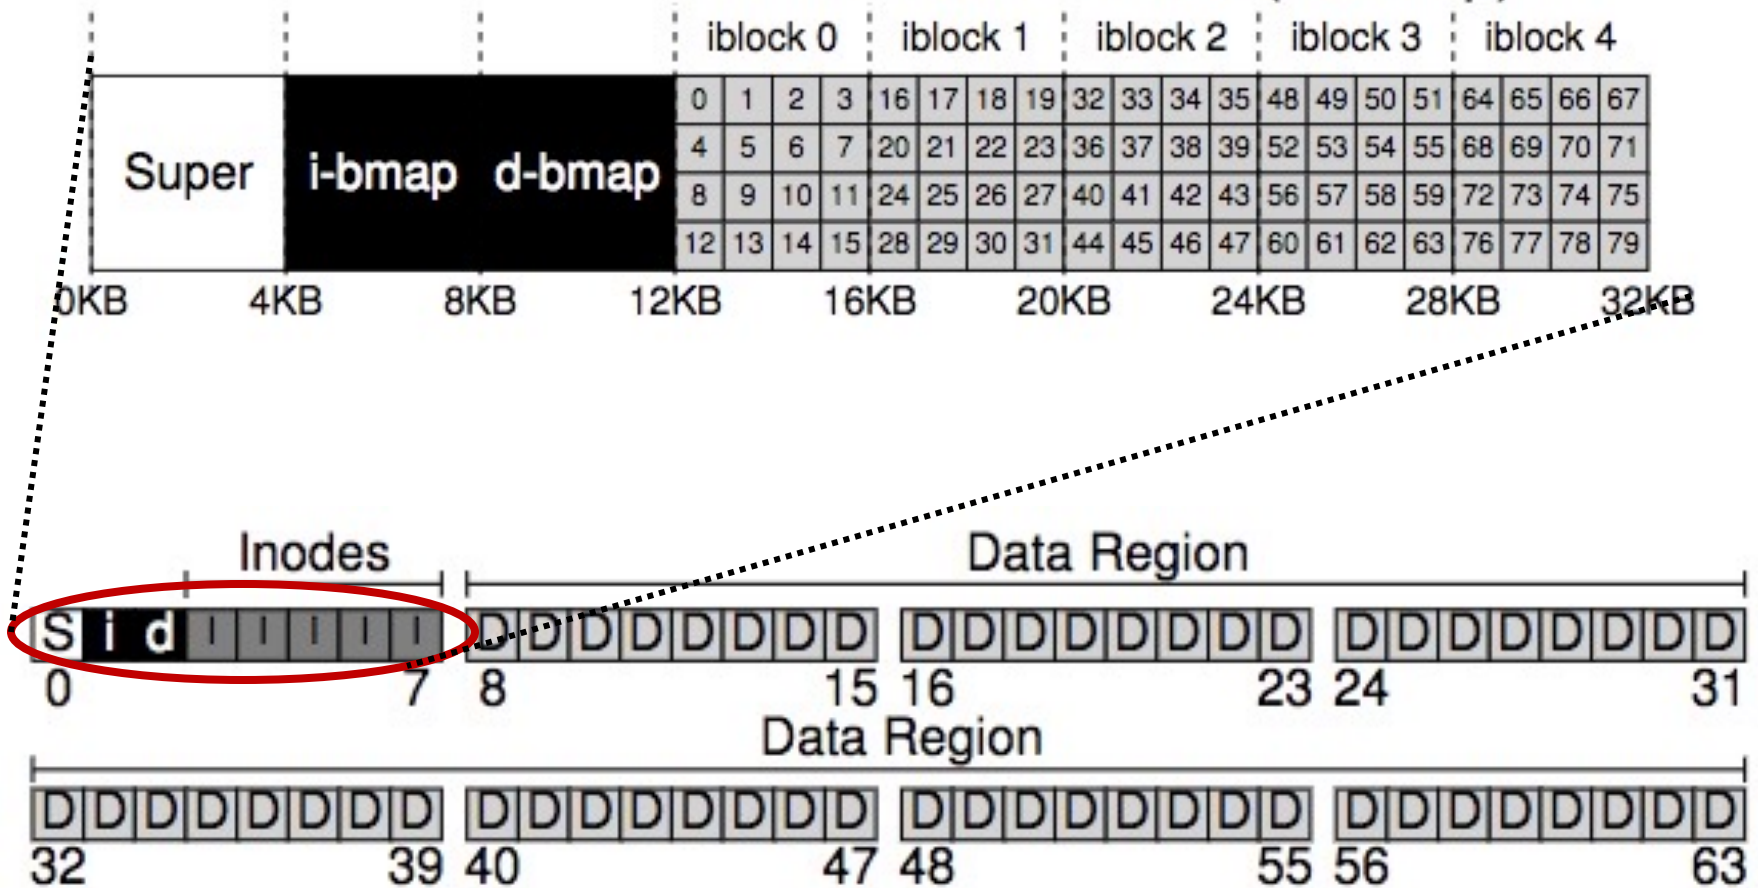 iblock 0 iblock 1 iblock 2 iblock 3 iblock 4
0 1 2 3 16 17 18 19 32 33 34 35 48 49 50 51 64 65 66 67
Super i-bmap d-bmap 4 5 6 7 20 21 22 23 36 37 38 39 52 53 54 55 68 69 70 71
8 9 10 11 24 25 26 27 40 41 42 43 56 57 58 59 72 73 74 75
12 13 14 15 28 29 30 31 44 45 46 47 60 61 62 63 76 77 78 79
0KB 4KB 8KB 12KB 16KB 20KB 24KB 28KB 32KB
Inodes Data Region
S i d I I I I I D D D D D D D D D D D D D D D D D D D D D D D D
0 7 8 15 16 23 24 31
Data Region
D D D D D D D D D D D D D D D D D D D D D D D D D D D D D D D D
32 39 40 47 48 55 56 63